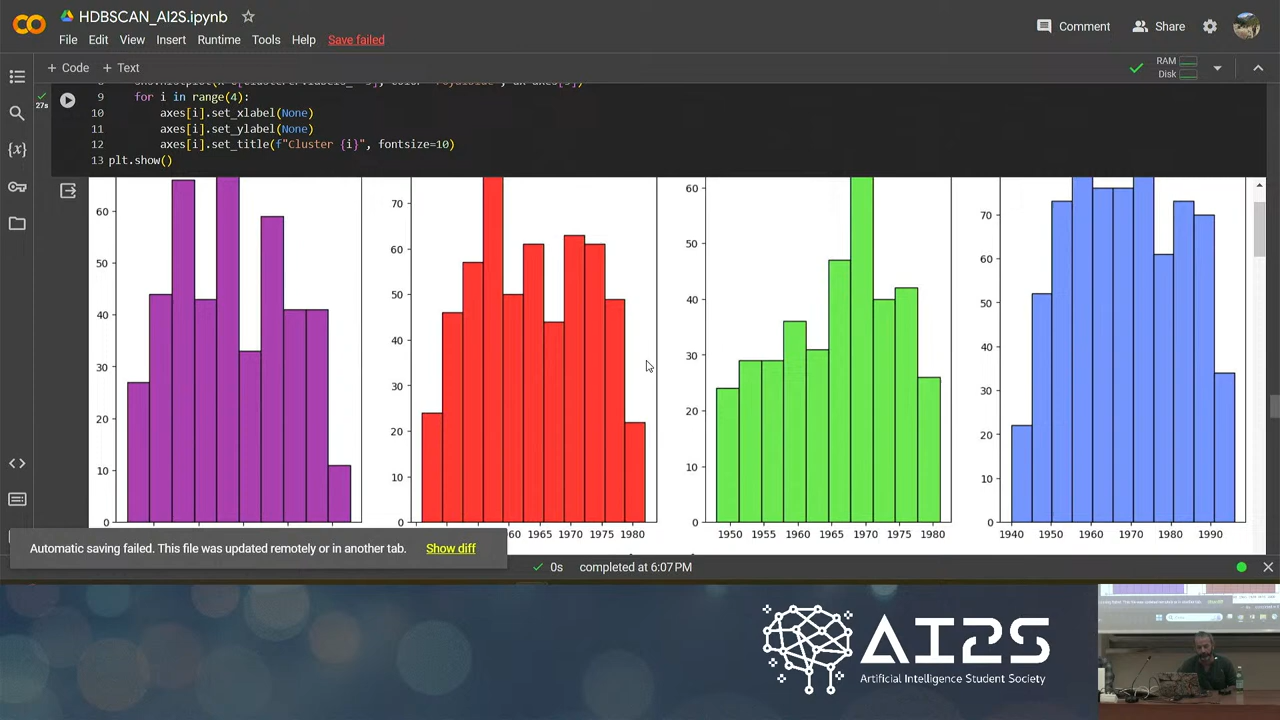 HDBSCAN_AI2S.ipynb
Comment
Share
File Edit View Insert Runtime Tools Help Save failed
+ Code + Text
RAM
Disk
27s
9 for i in range(4):
10 axes[i].set_xlabel(None)
11 axes[i].set_ylabel(None)
12 axes[i].set_title(f"Cluster {i}", fontsize=10)
13 plt.show()
60
50
40
30
20
10
0
70
60
50
40
30
20
10
0
1965 1970 1975 1980
60
50
40
30
20
10
0
1950 1955 1960 1965 1970 1975 1980
70
60
50
40
30
20
10
0
1940 1950 1960 1970 1980 1990
Automatic saving failed. This file was updated remotely or in another tab. Show diff
0s completed at 6:07PM
AI2S
Artificial Intelligence Student Society